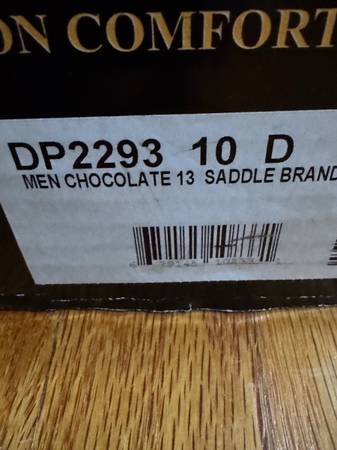 ON COMFORT
DP2293 10 D
MEN CHOCOLATE 13 SADDLE BRAND